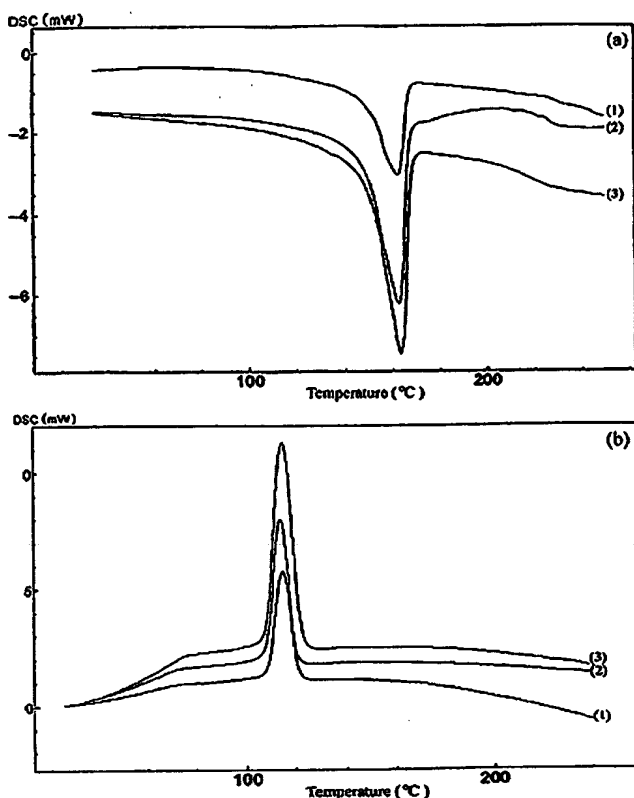 DSC (mW)
(a)
0
−2
−4
−6
(1)
(2)
(3)
100
200
Temperature (°C)
DSC (mW)
(b)
0
5
0
(3)
(2)
(1)
100
200
Temperature (°C)